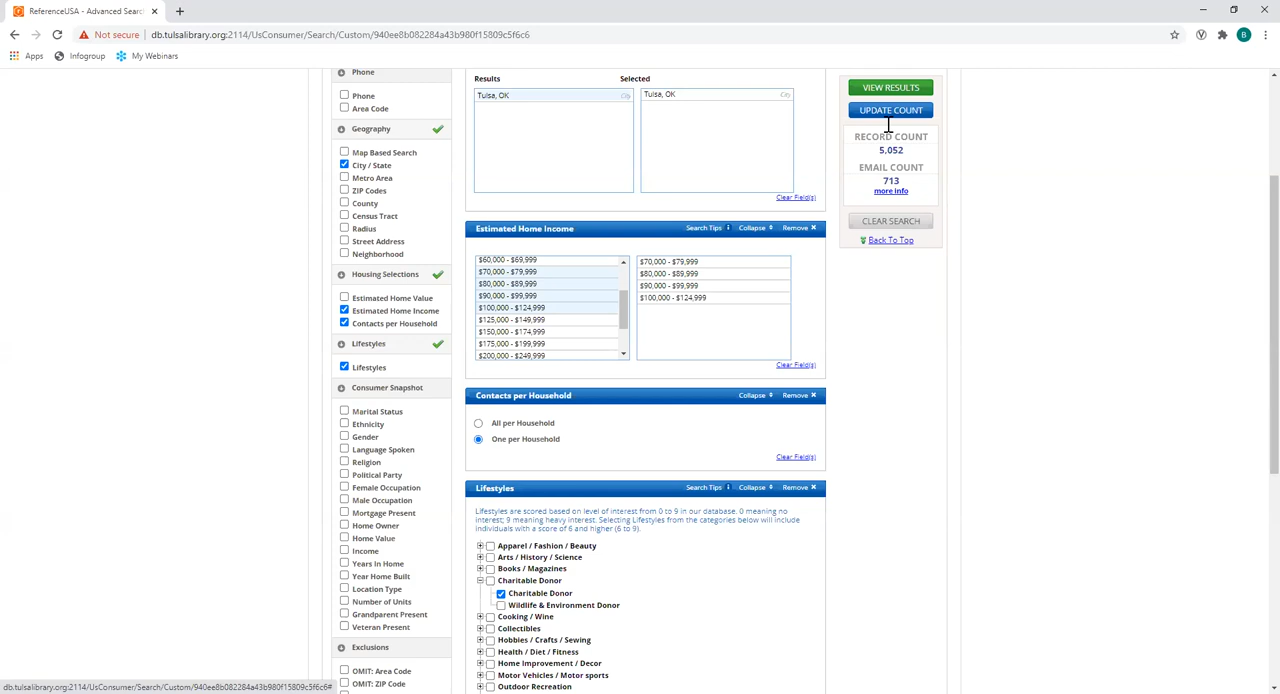 ReferenceUSA - Advanced Searc
Not secure | db.tulsalibrary.org:2114/UsConsumer/Search/Custom/940ee8b082284a43b980f15809c5f6c6
B
Apps Infogroup My Webinars
Phone
Phone
Area Code
Geography
Map Based Search
City / State
Metro Area
ZIP Codes
County
Census Tract
Radius
Street Address
Neighborhood
Housing Selections
Estimated Home Value
Estimated Home Income
Contacts per Household
Lifestyles
Lifestyles
Consumer Snapshot
Marital Status
Ethnicity
Gender
Language Spoken
Religion
Political Party
Female Occupation
Male Occupation
Mortgage Present
Home Owner
Home Value
Income
Years in Home
Year Home Built
Location Type
Number of Units
Grandparent Present
Veteran Present
Exclusions
OMIT: Area Code
OMIT: ZIP Code
Results Selected
Tulsa, OK City
Tulsa, OK City
Clear Field(s)
Estimated Home Income Search Tips Collapse Remove
$60,000 - $69,999
$70,000 - $79,999
$80,000 - $89,999
$90,000 - $99,999
$100,000 - $124,999
$125,000 - $149,999
$150,000 - $174,999
$175,000 - $199,999
$200,000 - $249,999
$70,000 - $79,999
$80,000 - $89,999
$90,000 - $99,999
$100,000 - $124,999
Clear Field(s)
Contacts per Household Collapse Remove
All per Household
One per Household
Clear Field(s)
Lifestyles Search Tips Collapse Remove
Lifestyles are scored based on level of interest from 0 to 9 in our database. 0 meaning no
interest; 9 meaning heavy interest. Selecting Lifestyles from the categories below will include
individuals with a score of 6 and higher (6 to 9).
Apparel / Fashion / Beauty
Arts / History / Science
Books / Magazines
Charitable Donor
Charitable Donor
Wildlife & Environment Donor
Cooking / Wine
Collectibles
Hobbies / Crafts / Sewing
Health / Diet / Fitness
Home Improvement / Decor
Motor Vehicles / Motor sports
Outdoor Recreation
VIEW RESULTS
UPDATE COUNT
RECORD COUNT
5,052
EMAIL COUNT
713
more info
CLEAR SEARCH
Back To Top
db.tulsalibrary.org:2114/UsConsumer/Search/Custom/940ee8b082284a43b980f15809c5f6c6#